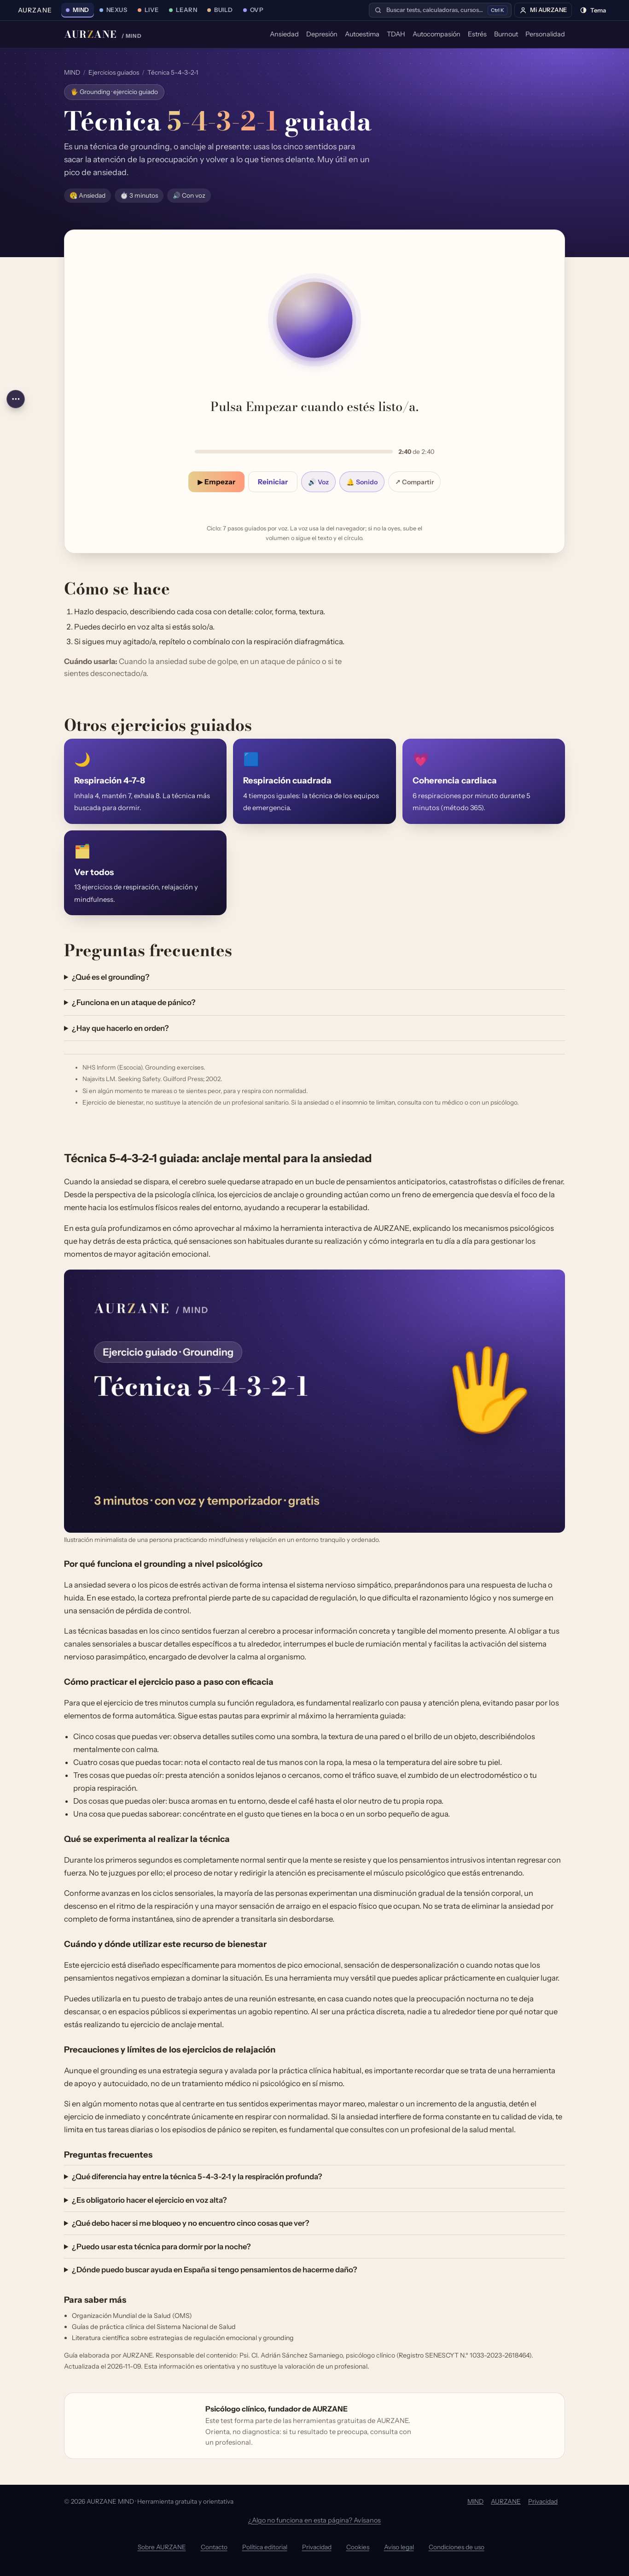 AURZANE MIND NEXUS LIVE LEARN BUILD OVP Buscar tests, calculadoras, cursos... Ctrl K Mi AURZANE Tema
AURZANE / MIND Ansiedad Depresión Autoestima TDAH Autocompasión Estrés Burnout Personalidad
MIND / Ejercicios guiados / Técnica 5-4-3-2-1
🖐 Grounding · ejercicio guiado
Técnica 5-4-3-2-1 guiada
Es una técnica de grounding, o anclaje al presente: usas los cinco sentidos para
sacar la atención de la preocupación y volver a lo que tienes delante. Muy útil en un
pico de ansiedad.
😰 Ansiedad ⏱ 3 minutos 🔊 Con voz
Pulsa Empezar cuando estés listo/a.
2:40 de 2:40
▶ Empezar Reiniciar 🔊 Voz 🔔 Sonido ↗ Compartir
Ciclo: 7 pasos guiados por voz. La voz usa la del navegador; si no la oyes, sube el
volumen o sigue el texto y el círculo.
Cómo se hace
1. Hazlo despacio, describiendo cada cosa con detalle: color, forma, textura.
2. Puedes decirlo en voz alta si estás solo/a.
3. Si sigues muy agitado/a, repítelo o combínalo con la respiración diafragmática.
Cuándo usarla: Cuando la ansiedad sube de golpe, en un ataque de pánico o si te
sientes desconectado/a.
Otros ejercicios guiados
Respiración 4-7-8
Inhala 4, mantén 7, exhala 8. La técnica más
buscada para dormir.
Respiración cuadrada
4 tiempos iguales: la técnica de los equipos
de emergencia.
Coherencia cardiaca
6 respiraciones por minuto durante 5
minutos (método 365).
Ver todos
13 ejercicios de respiración, relajación y
mindfulness.
Preguntas frecuentes
▶ ¿Qué es el grounding?
▶ ¿Funciona en un ataque de pánico?
▶ ¿Hay que hacerlo en orden?
• NHS Inform (Escocia). Grounding exercises.
• Najavits LM. Seeking Safety. Guilford Press; 2002.
• Si en algún momento te mareas o te sientes peor, para y respira con normalidad.
• Ejercicio de bienestar, no sustituye la atención de un profesional sanitario. Si la ansiedad o el insomnio te limitan, consulta con tu médico o con un psicólogo.
Técnica 5-4-3-2-1 guiada: anclaje mental para la ansiedad
Cuando la ansiedad se dispara, el cerebro suele quedarse atrapado en un bucle de pensamientos anticipatorios, catastrofistas o difíciles de frenar.
Desde la perspectiva de la psicología clínica, los ejercicios de anclaje o grounding actúan como un freno de emergencia que desvía el foco de la
mente hacia los estímulos físicos reales del entorno, ayudando a recuperar la estabilidad.
En esta guía profundizamos en cómo aprovechar al máximo la herramienta interactiva de AURZANE, explicando los mecanismos psicológicos
que hay detrás de esta práctica, qué sensaciones son habituales durante su realización y cómo integrarla en tu día a día para gestionar los
momentos de mayor agitación emocional.
AURZANE / MIND
Ejercicio guiado · Grounding
Técnica 5-4-3-2-1
3 minutos · con voz y temporizador · gratis
Ilustración minimalista de una persona practicando mindfulness y relajación en un entorno tranquilo y ordenado.
Por qué funciona el grounding a nivel psicológico
La ansiedad severa o los picos de estrés activan de forma intensa el sistema nervioso simpático, preparándonos para una respuesta de lucha o
huida. En ese estado, la corteza prefrontal pierde parte de su capacidad de regulación, lo que dificulta el razonamiento lógico y nos sumerge en
una sensación de pérdida de control.
Las técnicas basadas en los cinco sentidos fuerzan al cerebro a procesar información concreta y tangible del momento presente. Al obligar a tus
canales sensoriales a buscar detalles específicos a tu alrededor, interrumpes el bucle de rumiación mental y facilitas la activación del sistema
nervioso parasimpático, encargado de devolver la calma al organismo.
Cómo practicar el ejercicio paso a paso con eficacia
Para que el ejercicio de tres minutos cumpla su función reguladora, es fundamental realizarlo con pausa y atención plena, evitando pasar por los
elementos de forma automática. Sigue estas pautas para exprimir al máximo la herramienta guiada:
• Cinco cosas que puedas ver: observa detalles sutiles como una sombra, la textura de una pared o el brillo de un objeto, describiéndolos
mentalmente con calma.
• Cuatro cosas que puedas tocar: nota el contacto real de tus manos con la ropa, la mesa o la temperatura del aire sobre tu piel.
• Tres cosas que puedas oír: presta atención a sonidos lejanos o cercanos, como el tráfico suave, el zumbido de un electrodoméstico o tu
propia respiración.
• Dos cosas que puedas oler: busca aromas en tu entorno, desde el café hasta el olor neutro de tu propia ropa.
• Una cosa que puedas saborear: concéntrate en el gusto que tienes en la boca o en un sorbo pequeño de agua.
Qué se experimenta al realizar la técnica
Durante los primeros segundos es completamente normal sentir que la mente se resiste y que los pensamientos intrusivos intentan regresar con
fuerza. No te juzgues por ello; el proceso de notar y redirigir la atención es precisamente el músculo psicológico que estás entrenando.
Conforme avanzas en los ciclos sensoriales, la mayoría de las personas experimentan una disminución gradual de la tensión corporal, un
descenso en el ritmo de la respiración y una mayor sensación de arraigo en el espacio físico que ocupan. No se trata de eliminar la ansiedad por
completo de forma instantánea, sino de aprender a transitarla sin desbordarse.
Cuándo y dónde utilizar este recurso de bienestar
Este ejercicio está diseñado específicamente para momentos de pico emocional, sensación de despersonalización o cuando notas que los
pensamientos negativos empiezan a dominar la situación. Es una herramienta muy versátil que puedes aplicar prácticamente en cualquier lugar.
Puedes utilizarla en tu puesto de trabajo antes de una reunión estresante, en casa cuando notes que la preocupación nocturna no te deja
descansar, o en espacios públicos si experimentas un agobio repentino. Al ser una práctica discreta, nadie a tu alrededor tiene por qué notar que
estás realizando tu ejercicio de anclaje mental.
Precauciones y límites de los ejercicios de relajación
Aunque el grounding es una estrategia segura y avalada por la práctica clínica habitual, es importante recordar que se trata de una herramienta
de apoyo y autocuidado, no de un tratamiento médico ni psicológico en sí mismo.
Si en algún momento notas que al centrarte en tus sentidos experimentas mayor mareo, malestar o un incremento de la angustia, detén el
ejercicio de inmediato y concéntrate únicamente en respirar con normalidad. Si la ansiedad interfiere de forma constante en tu calidad de vida, te
limita en tus tareas diarias o los episodios de pánico se repiten, es fundamental que consultes con un profesional de la salud mental.
Preguntas frecuentes
▶ ¿Qué diferencia hay entre la técnica 5-4-3-2-1 y la respiración profunda?
▶ ¿Es obligatorio hacer el ejercicio en voz alta?
▶ ¿Qué debo hacer si me bloqueo y no encuentro cinco cosas que ver?
▶ ¿Puedo usar esta técnica para dormir por la noche?
▶ ¿Dónde puedo buscar ayuda en España si tengo pensamientos de hacerme daño?
Para saber más
• Organización Mundial de la Salud (OMS)
• Guías de práctica clínica del Sistema Nacional de Salud
• Literatura científica sobre estrategias de regulación emocional y grounding
Guía elaborada por AURZANE. Responsable del contenido: Psi. Cl. Adrián Sánchez Samaniego, psicólogo clínico (Registro SENESCYT N.º 1033-2023-2618464).
Actualizada el 2026-11-09. Esta información es orientativa y no sustituye la valoración de un profesional.
Psicólogo clínico, fundador de AURZANE
Este test forma parte de las herramientas gratuitas de AURZANE.
Orienta, no diagnostica: si tu resultado te preocupa, consulta con
un profesional.
© 2026 AURZANE MIND · Herramienta gratuita y orientativa MIND AURZANE Privacidad
¿Algo no funciona en esta página? Avísanos
Sobre AURZANE Contacto Política editorial Privacidad Cookies Aviso legal Condiciones de uso